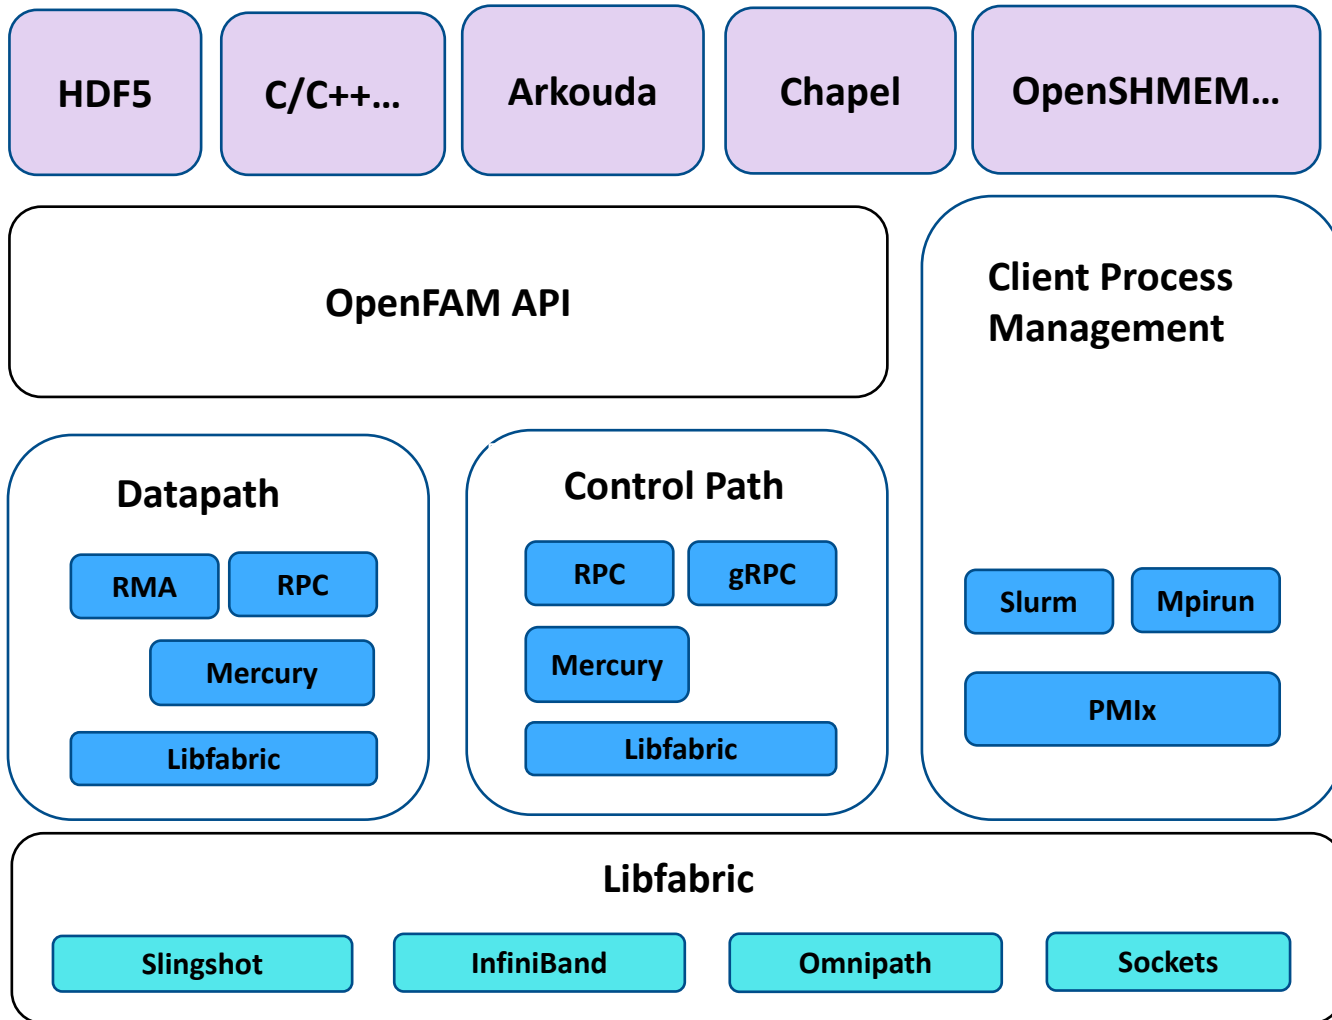 HDF5
C/C++...
Arkouda
Chapel
OpenSHMEM...
OpenFAM API
Client Process
Management
Datapath
RMA
RPC
Mercury
Libfabric
Control Path
RPC
gRPC
Mercury
Libfabric
Slurm
Mpirun
PMIx
Libfabric
Slingshot
InfiniBand
Omnipath
Sockets